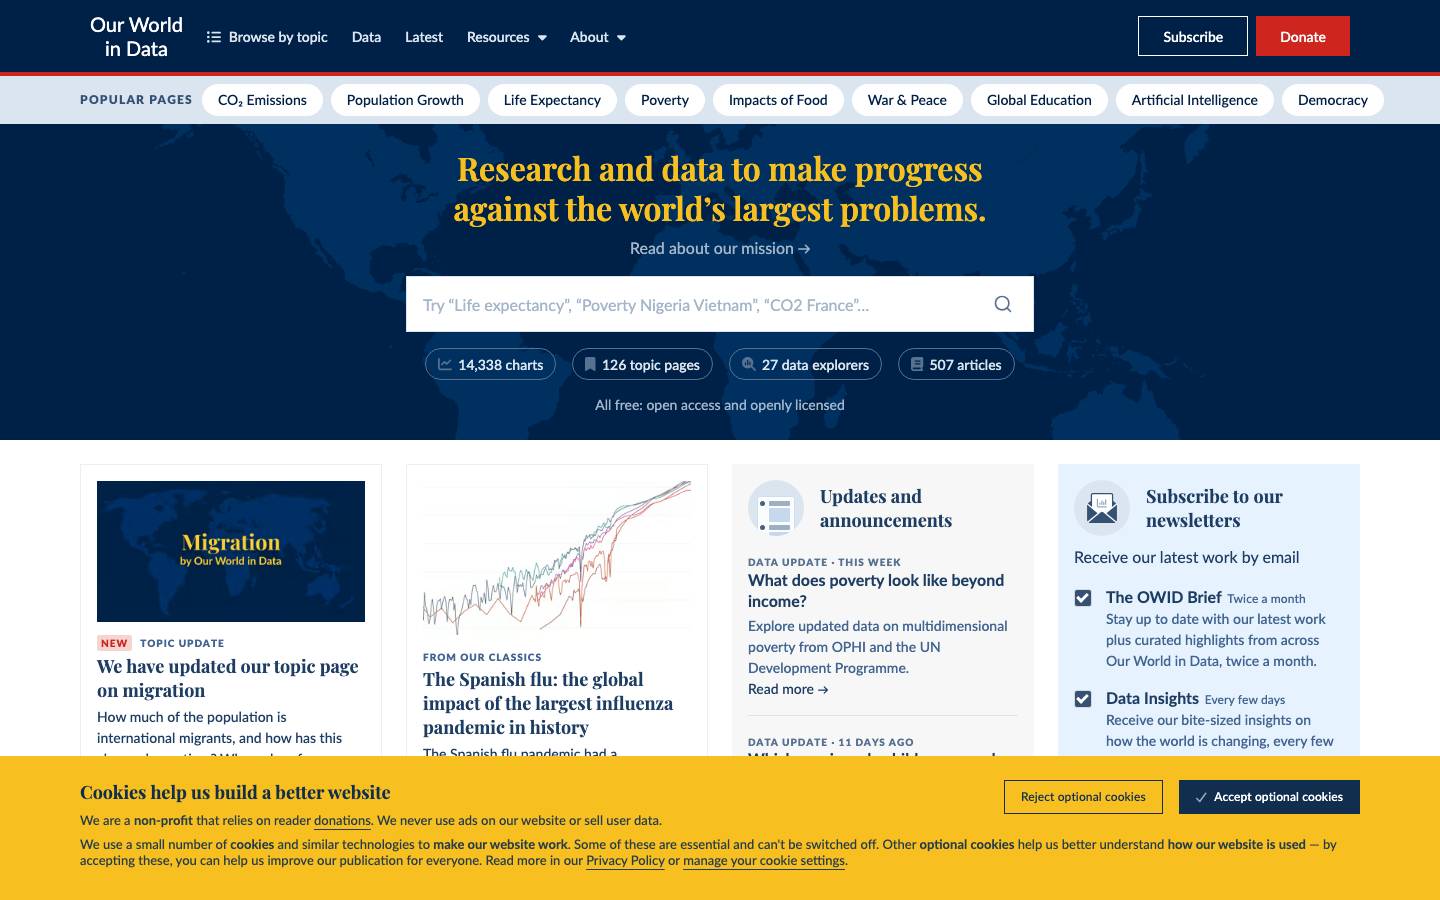 Our World
in Data
Browse by topic
Data
Latest
Resources
About
Subscribe
Donate
POPULAR PAGES
CO₂ Emissions
Population Growth
Life Expectancy
Poverty
Impacts of Food
War & Peace
Global Education
Artificial Intelligence
Democracy
Research and data to make progress
against the world’s largest problems.
Read about our mission →
Try “Life expectancy”, “Poverty Nigeria Vietnam”, “CO2 France”...
14,338 charts
126 topic pages
27 data explorers
507 articles
All free: open access and openly licensed
Migration
by Our World in Data
NEW TOPIC UPDATE
We have updated our topic page
on migration
How much of the population is
international migrants, and how has this
FROM OUR CLASSICS
The Spanish flu: the global
impact of the largest influenza
pandemic in history
The Spanish flu pandemic had a
Updates and
announcements
DATA UPDATE · THIS WEEK
What does poverty look like beyond
income?
Explore updated data on multidimensional
poverty from OPHI and the UN
Development Programme.
Read more →
DATA UPDATE · 11 DAYS AGO
Subscribe to our
newsletters
Receive our latest work by email
The OWID Brief Twice a month
Stay up to date with our latest work
plus curated highlights from across
Our World in Data, twice a month.
Data Insights Every few days
Receive our bite-sized insights on
how the world is changing, every few
Cookies help us build a better website
We are a non-profit that relies on reader donations. We never use ads on our website or sell user data.
We use a small number of cookies and similar technologies to make our website work. Some of these are essential and can't be switched off. Other optional cookies help us better understand how our website is used — by
accepting these, you can help us improve our publication for everyone. Read more in our Privacy Policy or manage your cookie settings.
Reject optional cookies
Accept optional cookies